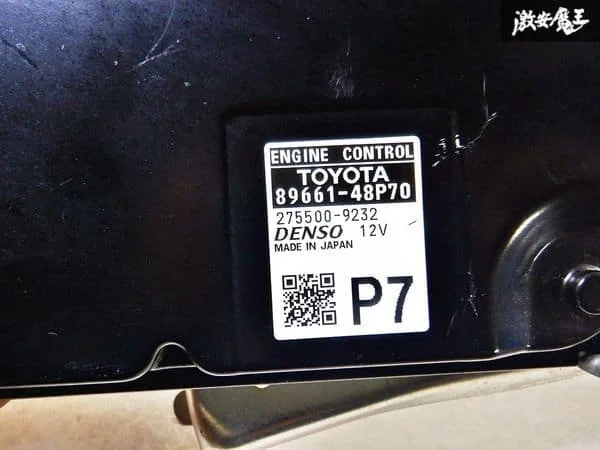 激安魔王
ENGINE CONTROL
TOYOTA
89661-48P70
275500-9232
DENSO 12V
MADE IN JAPAN
P7